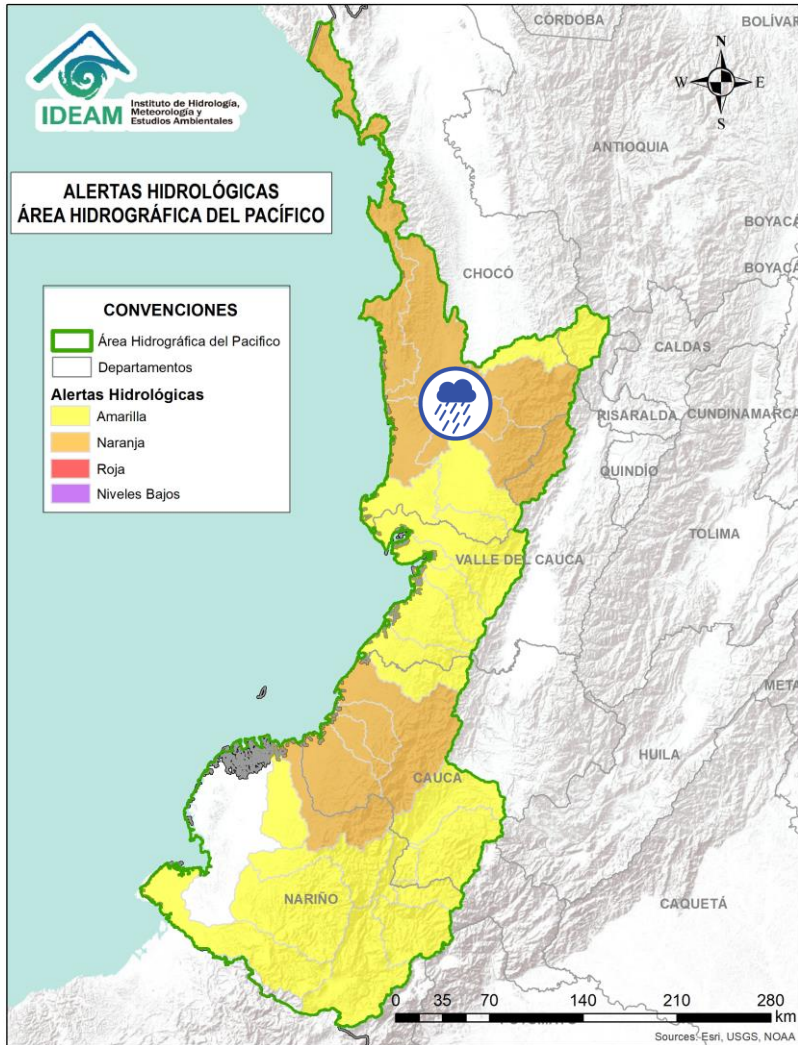 CÓRDOBA
BOLÍVAR
N
W E
S
IDEAM Instituto de Hidrología,
Meteorología y
Estudios Ambientales
ANTIOQUIA
ALERTAS HIDROLÓGICAS
ÁREA HIDROGRÁFICA DEL PACÍFICO
BOYACÁ
BOYACÁ
CHOCÓ
CONVENCIONES
Área Hidrográfica del Pacifico
Departamentos
Alertas Hidrológicas
Amarilla
Naranja
Roja
Niveles Bajos
CALDAS
RISARALDA
CUNDINAMARCA
QUINDÍO
TOLIMA
VALLE DEL CAUCA
META
HUILA
CAUCA
NARIÑO
CAQUETÁ
0 35 70 140 210 280
km
Sources: Esri, USGS, NOAA